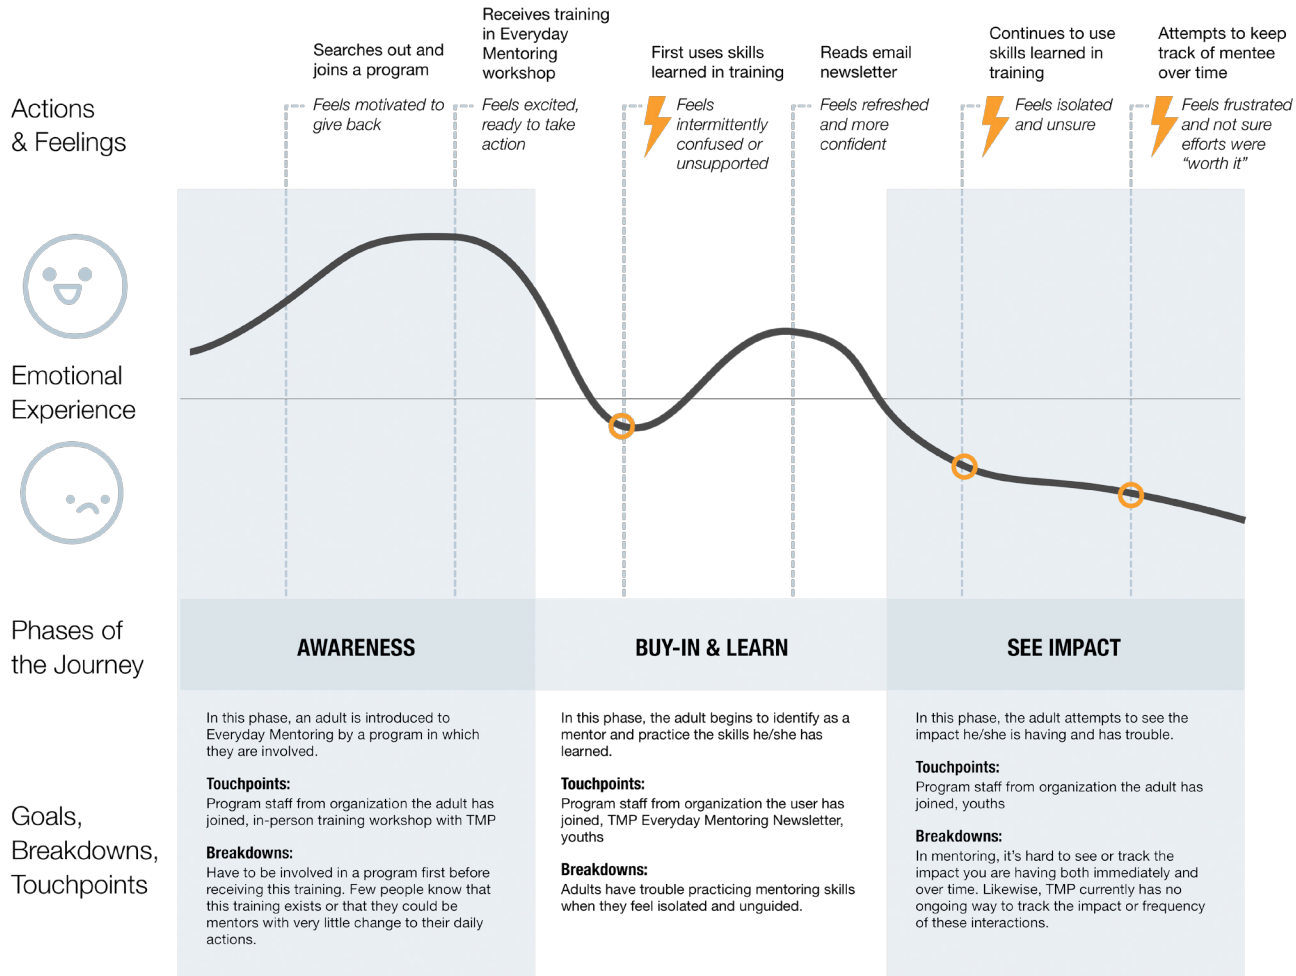 Actions
& Feelings
Searches out and
joins a program
Feels motivated to
give back
Receives training
in Everyday
Mentoring
workshop
Feels excited,
ready to take
action
First uses skills
learned in training
Feels
intermittently
confused or
unsupported
Reads email
newsletter
Feels refreshed
and more
confident
Continues to use
skills learned in
training
Feels isolated
and unsure
Attempts to keep
track of mentee
over time
Feels frustrated
and not sure
efforts were
“worth it”
Emotional
Experience
Phases of
the Journey
AWARENESS
BUY-IN & LEARN
SEE IMPACT
Goals,
Breakdowns,
Touchpoints
In this phase, an adult is introduced to
Everyday Mentoring by a program in which
they are involved.
Touchpoints:
Program staff from organization the adult has
joined, in-person training workshop with TMP
Breakdowns:
Have to be involved in a program first before
receiving this training. Few people know that
this training exists or that they could be
mentors with very little change to their daily
actions.
In this phase, the adult begins to identify as a
mentor and practice the skills he/she has
learned.
Touchpoints:
Program staff from organization the user has
joined, TMP Everyday Mentoring Newsletter,
youths
Breakdowns:
Adults have trouble practicing mentoring skills
when they feel isolated and unguided.
In this phase, the adult attempts to see the
impact he/she is having and has trouble.
Touchpoints:
Program staff from organization the adult has
joined, youths
Breakdowns:
In mentoring, it’s hard to see or track the
impact you are having both immediately and
over time. Likewise, TMP currently has no
ongoing way to track the impact or frequency
of these interactions.